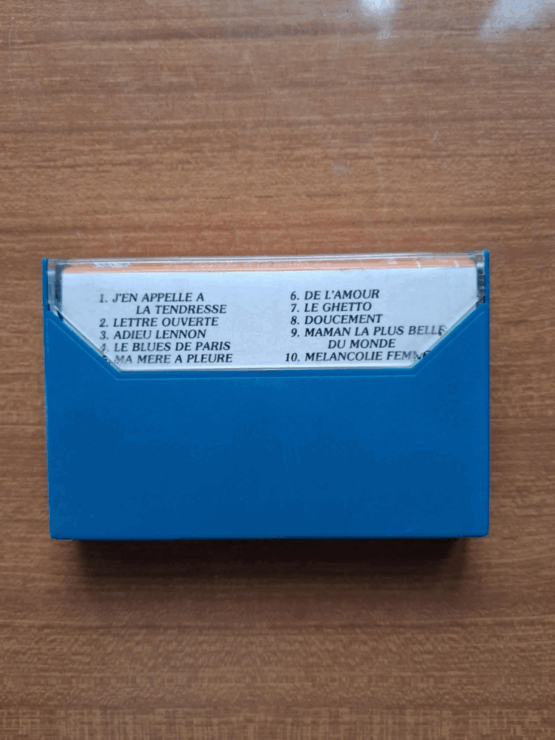 1. J'EN APPELLE A
LA TENDRESSE
2. LETTRE OUVERTE
3. ADIEU LENNON
4. LE BLUES DE PARIS
MA MERE A PLEURE
6. DE L'AMOUR
7. LE GHETTO
8. DOUCEMENT
9. MAMAN LA PLUS BELLE
DU MONDE
10. MELANCOLIE